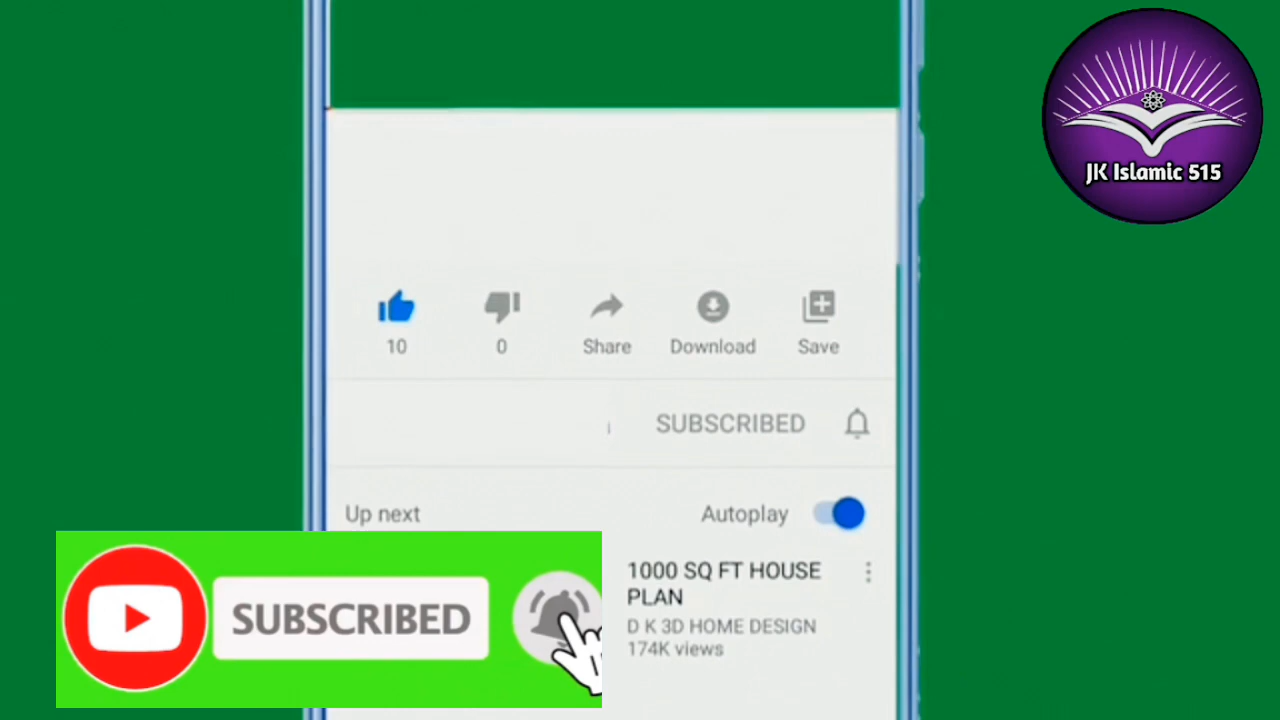 JK Islamic 515
10
0
Share
Download
Save
SUBSCRIBED
Up next
Autoplay
1000 SQ FT HOUSE
PLAN
D K 3D HOME DESIGN
174K views
SUBSCRIBED